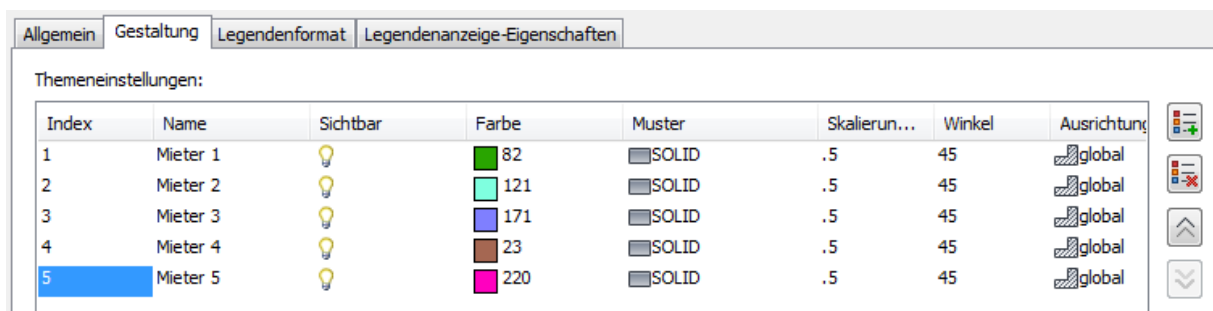 Allgemein Gestaltung Legendenformat Legendenanzeige-Eigenschaften
Themeneinstellungen:
Index Name Sichtbar Farbe Muster Skalierun... Winkel Ausrichtung
1 Mieter 1 82 SOLID .5 45 global
2 Mieter 2 121 SOLID .5 45 global
3 Mieter 3 171 SOLID .5 45 global
4 Mieter 4 23 SOLID .5 45 global
5 Mieter 5 220 SOLID .5 45 global